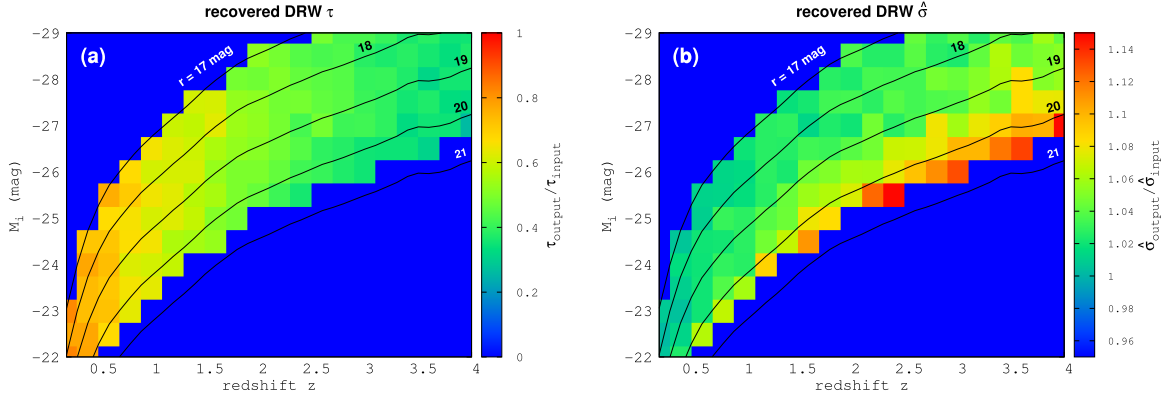 recovered DRW τ
(a)
r = 17 mag
18
19
20
21
-29
-28
-27
-26
-25
-24
-23
-22
M_i (mag)
0.5 1 1.5 2 2.5 3 3.5 4
redshift z
1
0.8
0.6
0.4
0.2
0
τ_output/τ_input
recovered DRW σ̂
(b)
r = 17 mag
18
19
20
21
-29
-28
-27
-26
-25
-24
-23
-22
M_i (mag)
0.5 1 1.5 2 2.5 3 3.5 4
redshift z
1.14
1.12
1.1
1.08
1.06
1.04
1.02
1
0.98
0.96
σ̂_output/σ̂_input